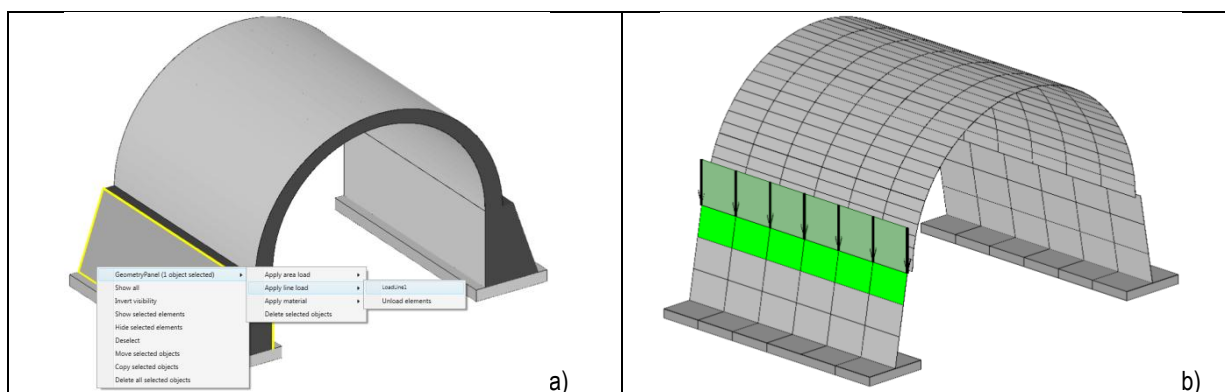 GeometryPanel (1 object selected)
Show all
Invert visibility
Show selected elements
Hide selected elements
Deselect
Move selected objects
Copy selected objects
Delete all selected objects
Apply area load
Apply line load
Apply material
Delete selected objects
LoadLine1
Unload elements
a)
b)